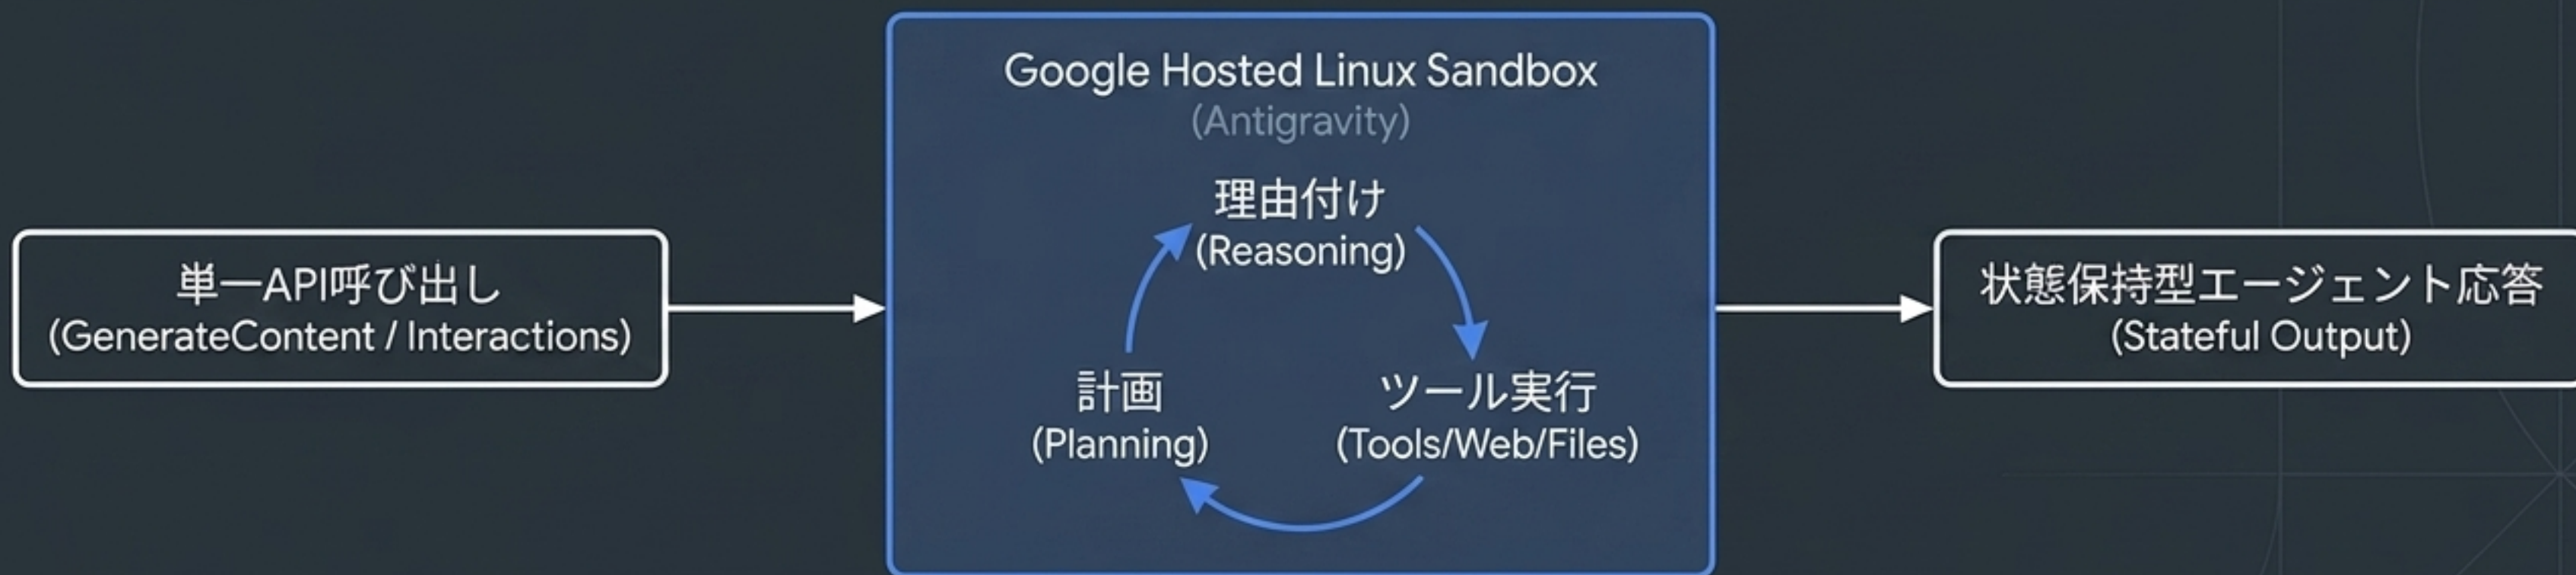 Google Hosted Linux Sandbox
(Antigravity)
理由付け
(Reasoning)
単一API呼び出し
(GenerateContent / Interactions)
計画
(Planning)
ツール実行
(Tools/Web/Files)
状態保持型エージェント応答
(Stateful Output)